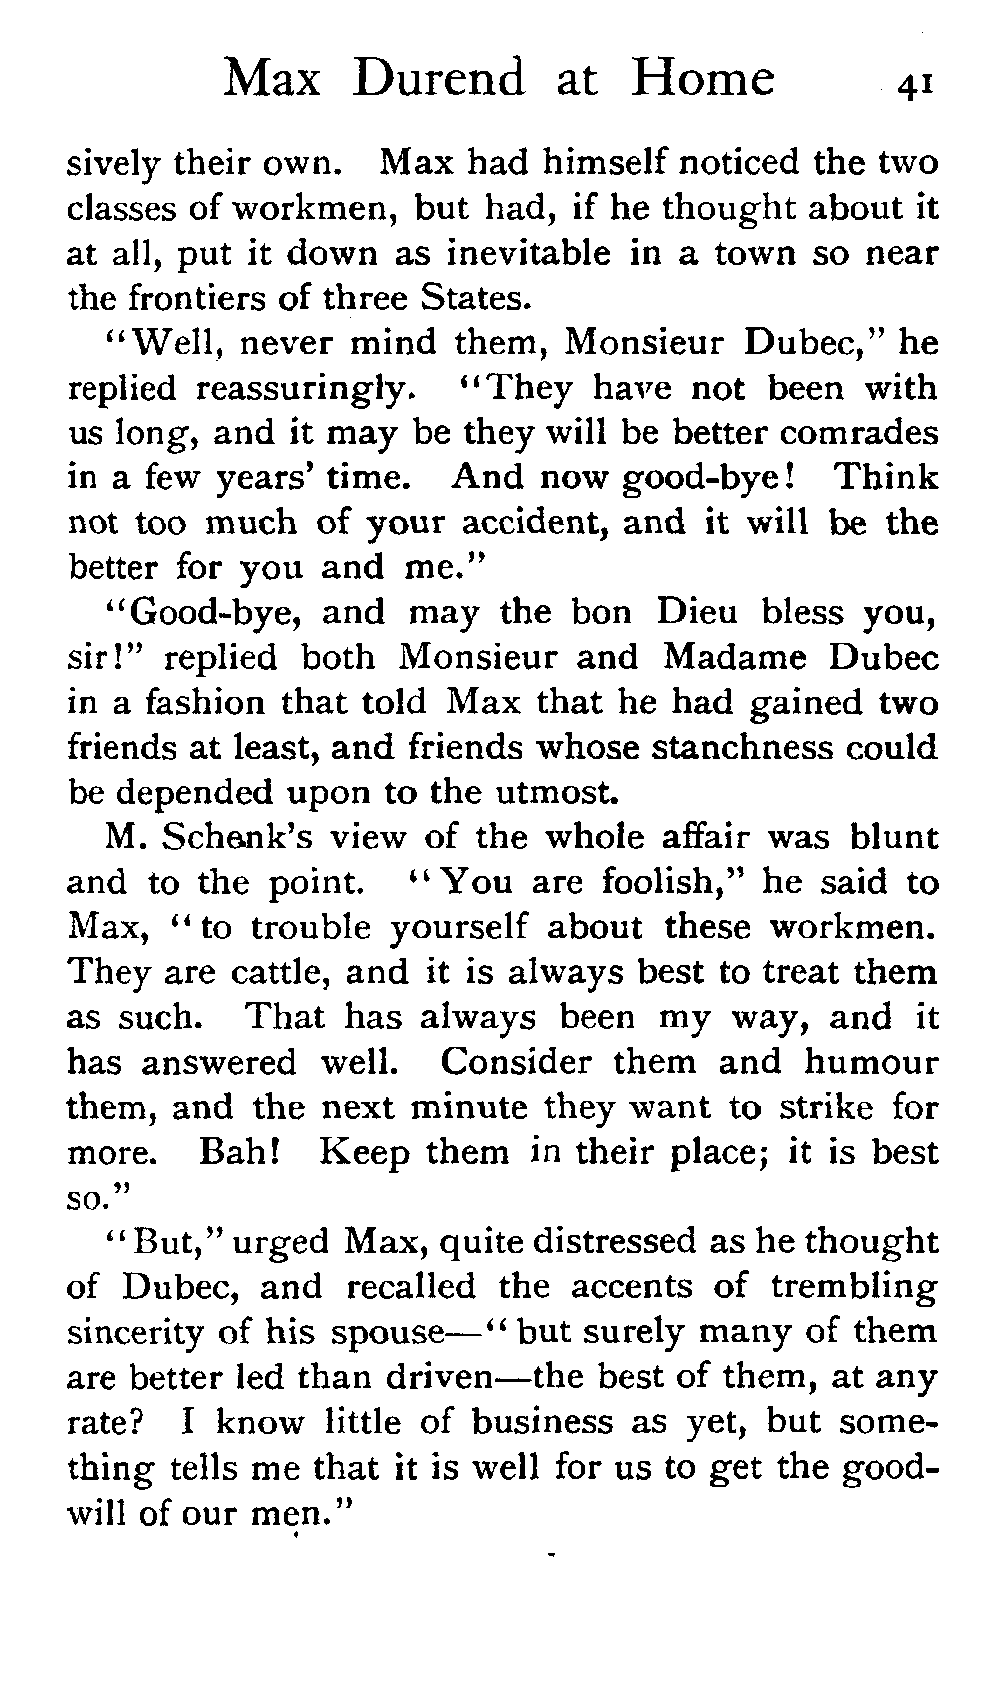 Max Durend at Home 41
sively their own. Max had himself noticed the two
classes of workmen, but had, if he thought about it
at all, put it down as inevitable in a town so near
the frontiers of three States.
"Well, never mind them, Monsieur Dubec," he
replied reassuringly. "They have not been with
us long, and it may be they will be better comrades
in a few years' time. And now good-bye! Think
not too much of your accident, and it will be the
better for you and me."
"Good-bye, and may the bon Dieu bless you,
sir!" replied both Monsieur and Madame Dubec
in a fashion that told Max that he had gained two
friends at least, and friends whose stanchness could
be depended upon to the utmost.
M. Schenk's view of the whole affair was blunt
and to the point. "You are foolish," he said to
Max, "to trouble yourself about these workmen.
They are cattle, and it is always best to treat them
as such. That has always been my way, and it
has answered well. Consider them and humour
them, and the next minute they want to strike for
more. Bah! Keep them in their place; it is best
so."
"But," urged Max, quite distressed as he thought
of Dubec, and recalled the accents of trembling
sincerity of his spouse—"but surely many of them
are better led than driven—the best of them, at any
rate? I know little of business as yet, but some-
thing tells me that it is well for us to get the good-
will of our men."